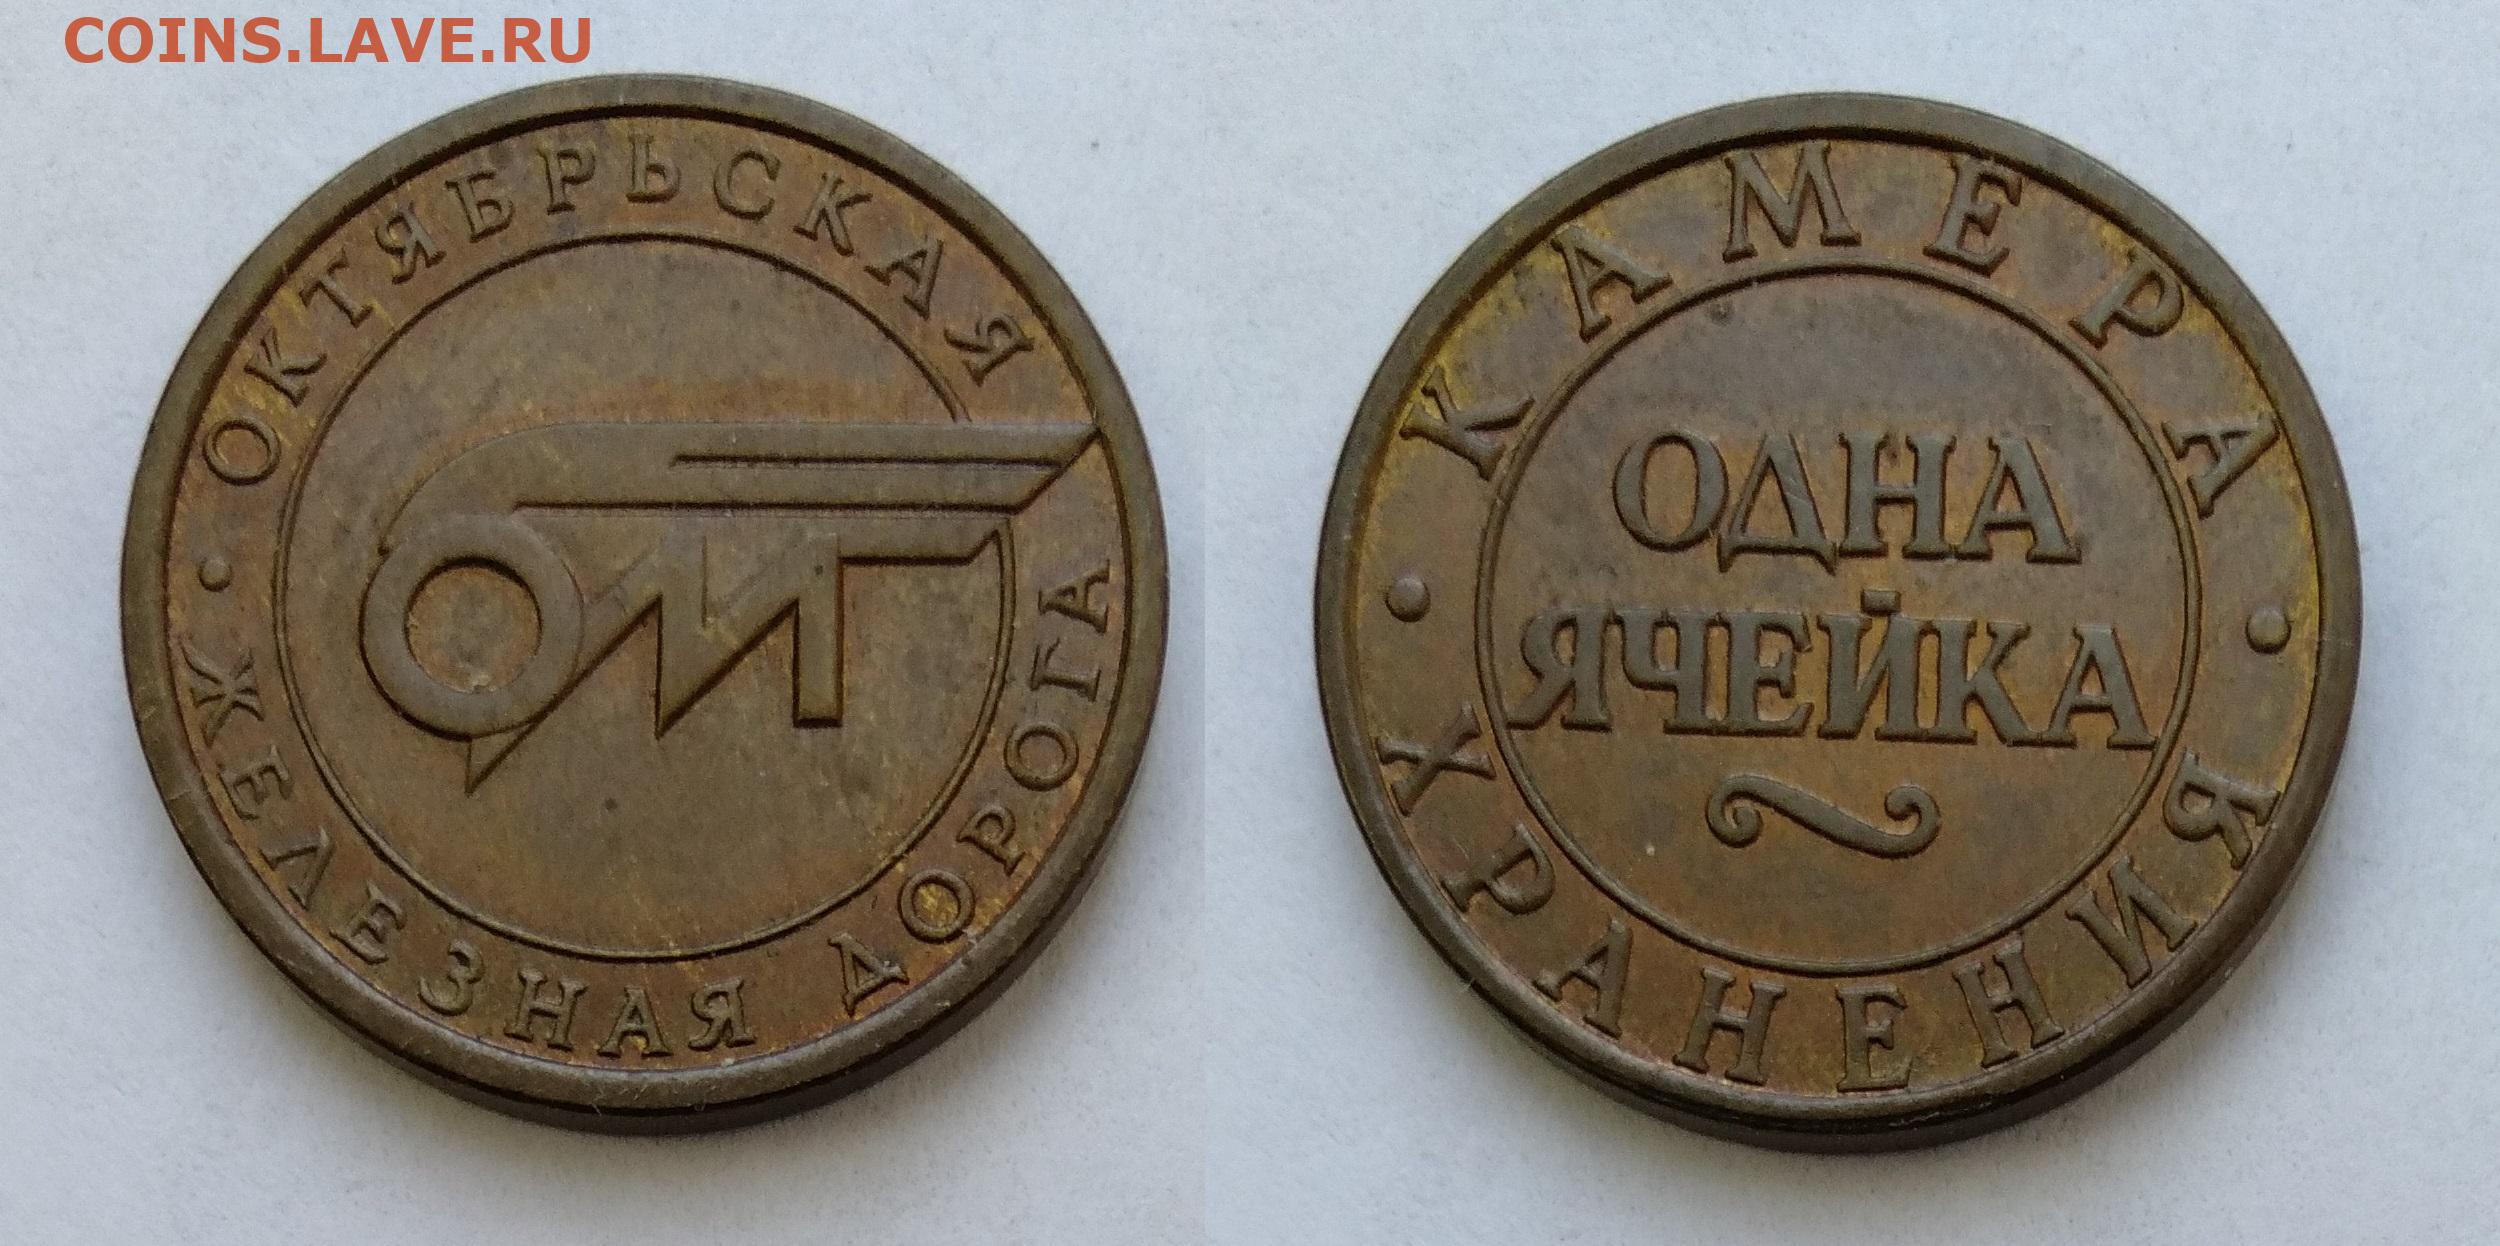 COINS.LAVE.RU
ОКТЯБРЬСКАЯ
ЖЕЛЕЗНАЯ ДОРОГА
КАМЕРА
ОДНА
ЯЧЕЙКА
ХРАНЕНИЯ